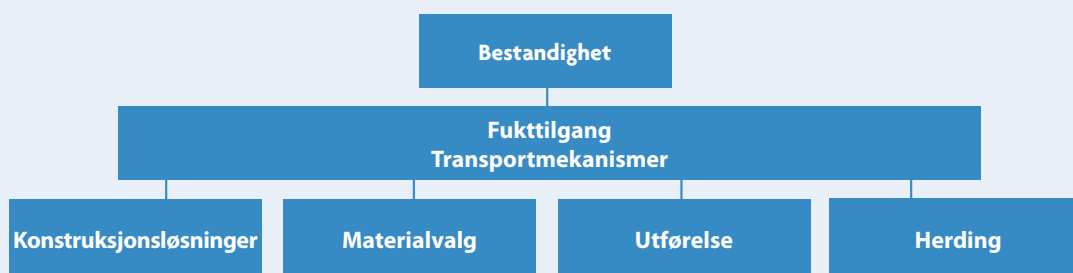 Bestandighet
Fukttilgang
Transportmekanismer
Konstruksjonsløsninger
Materialvalg
Utførelse
Herding